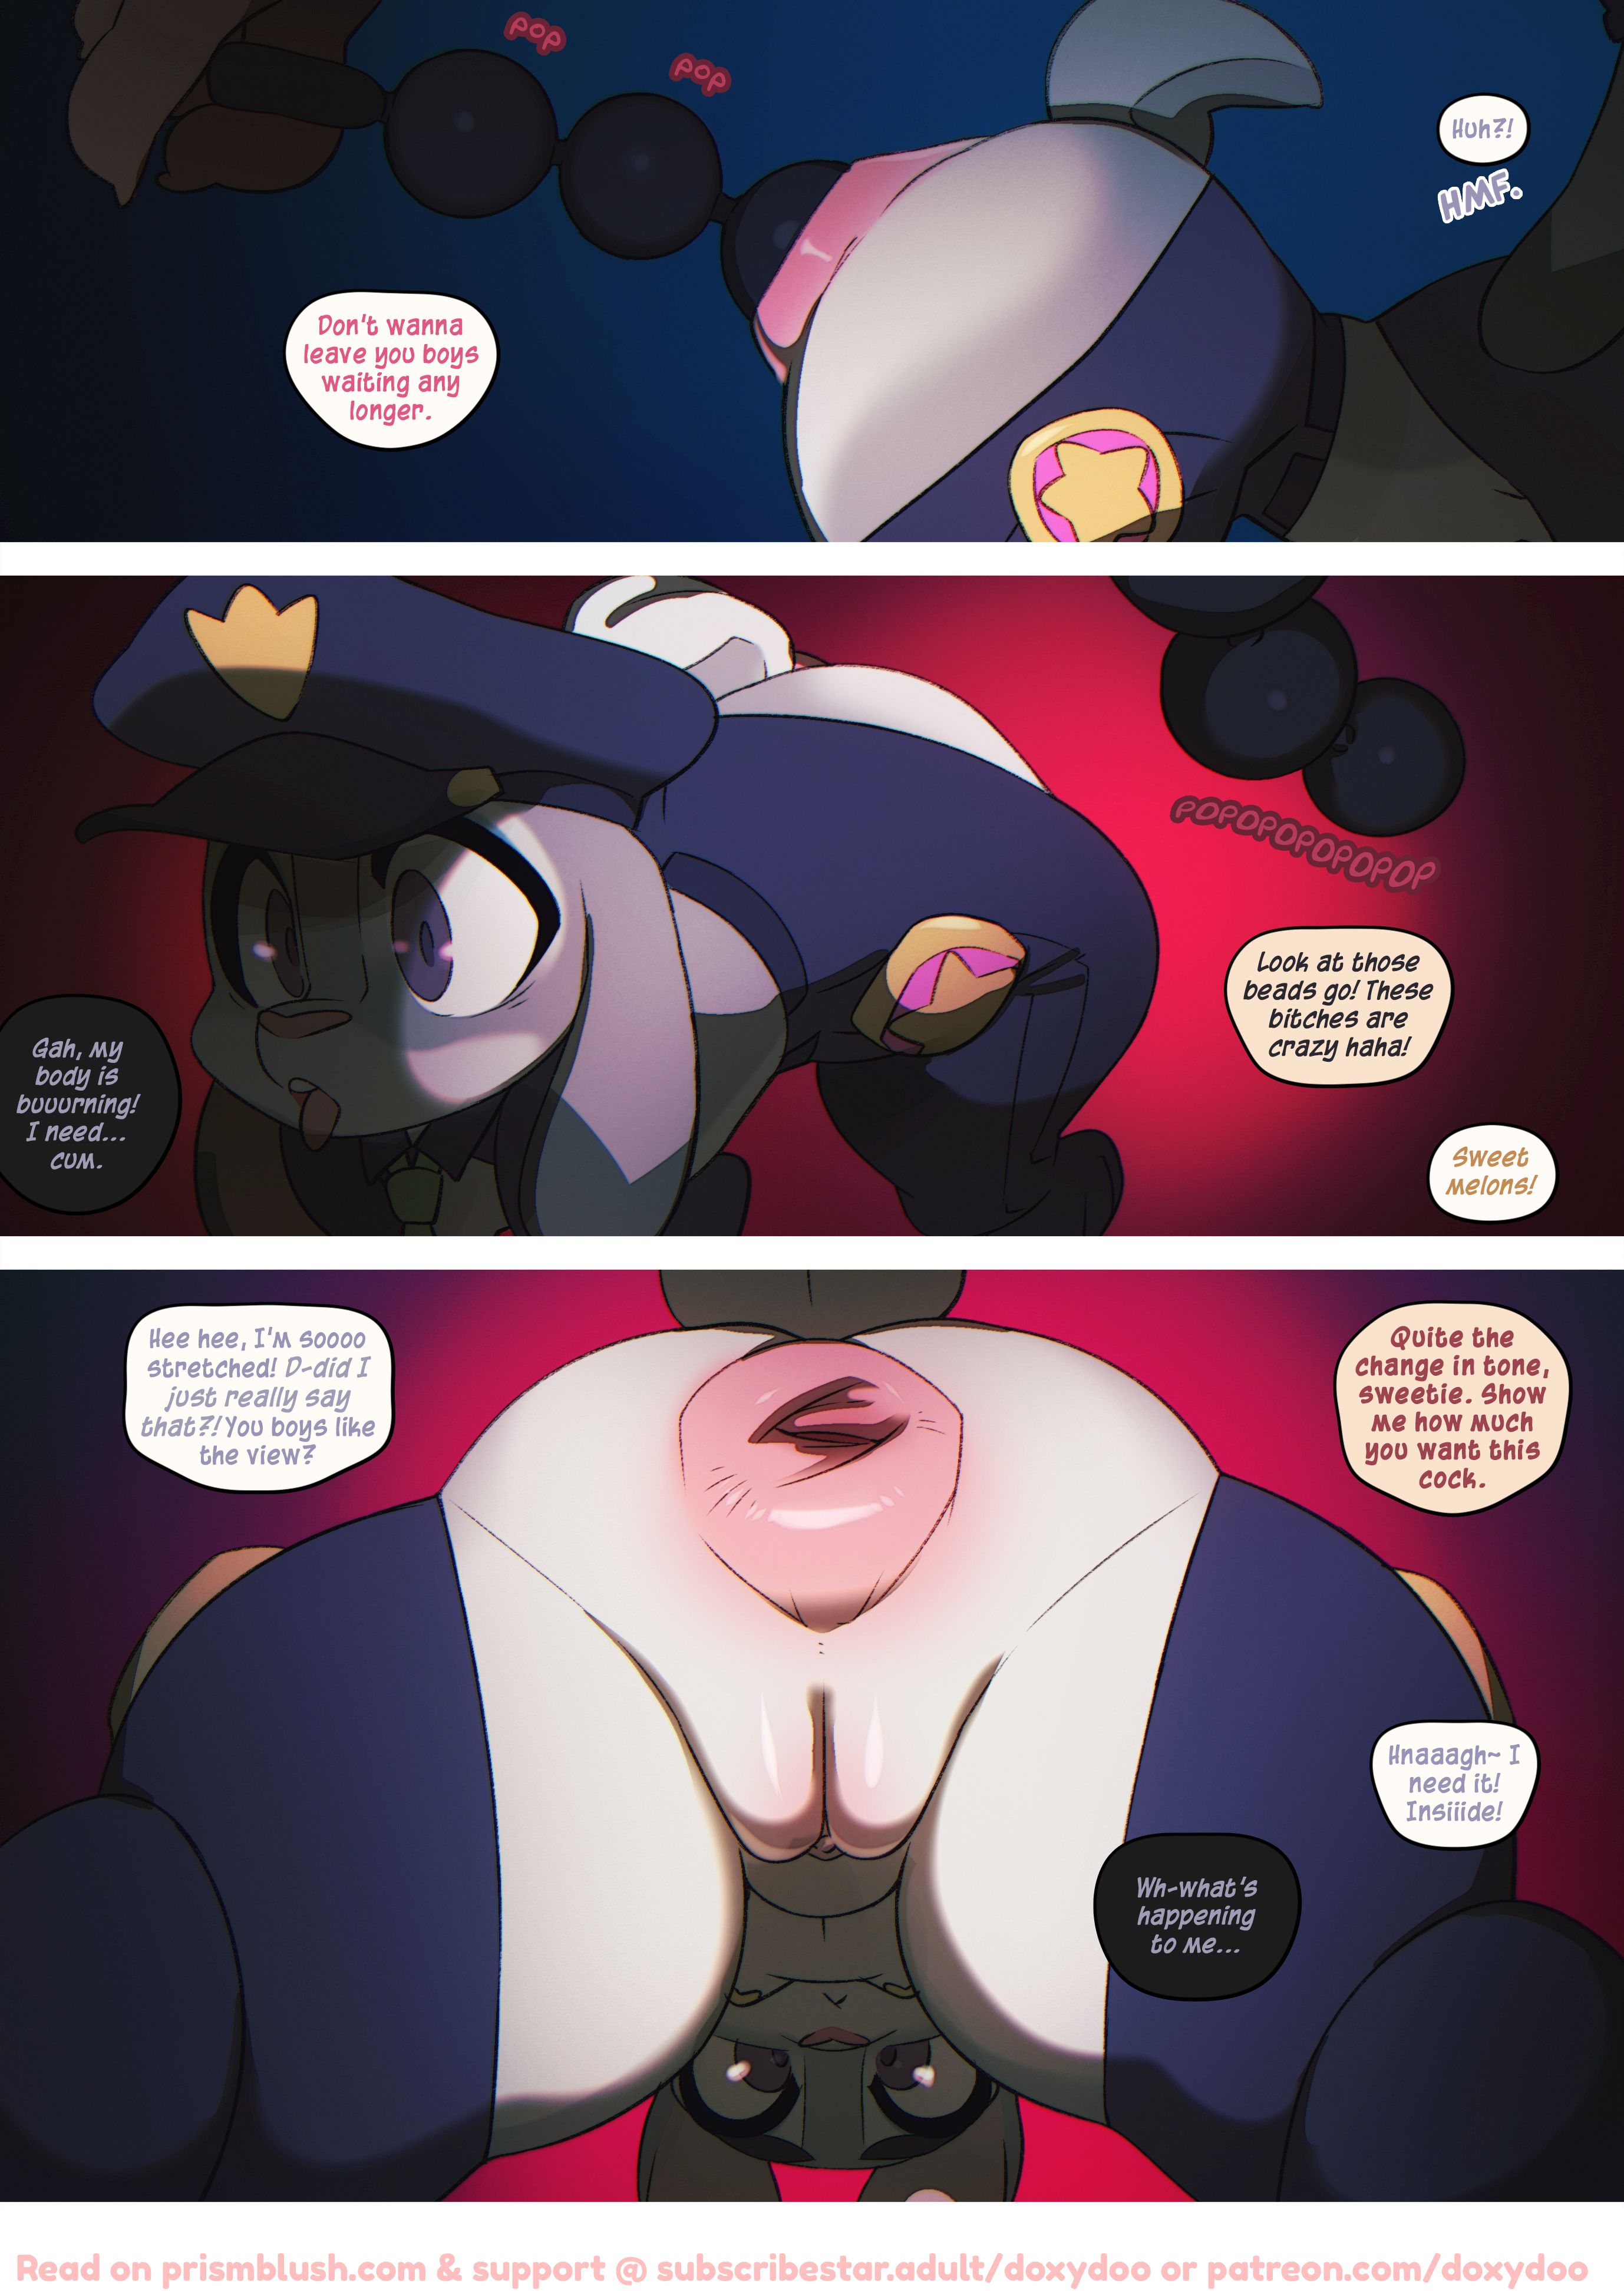 POP
POP
Huh?!
HMF.
Don't wanna
leave you boys
waiting any
longer.
POPOPOPOPOPOP
Look at those
beads go! These
bitches are
crazy haha!
Gah, my
body is
buuurning!
I need...
cum.
Sweet
melons!
Hee hee, I'm soooo
stretched! D-did I
just really say
that?! You boys like
the view?
Quite the
change in tone,
sweetie. Show
me how much
you want this
cock.
Hnaaagh~ I
need it!
Insiiide!
Wh-what's
happening
to me...
Read on prismblush.com & support @ subscribestar.adult/doxydoo or patreon.com/doxydoo